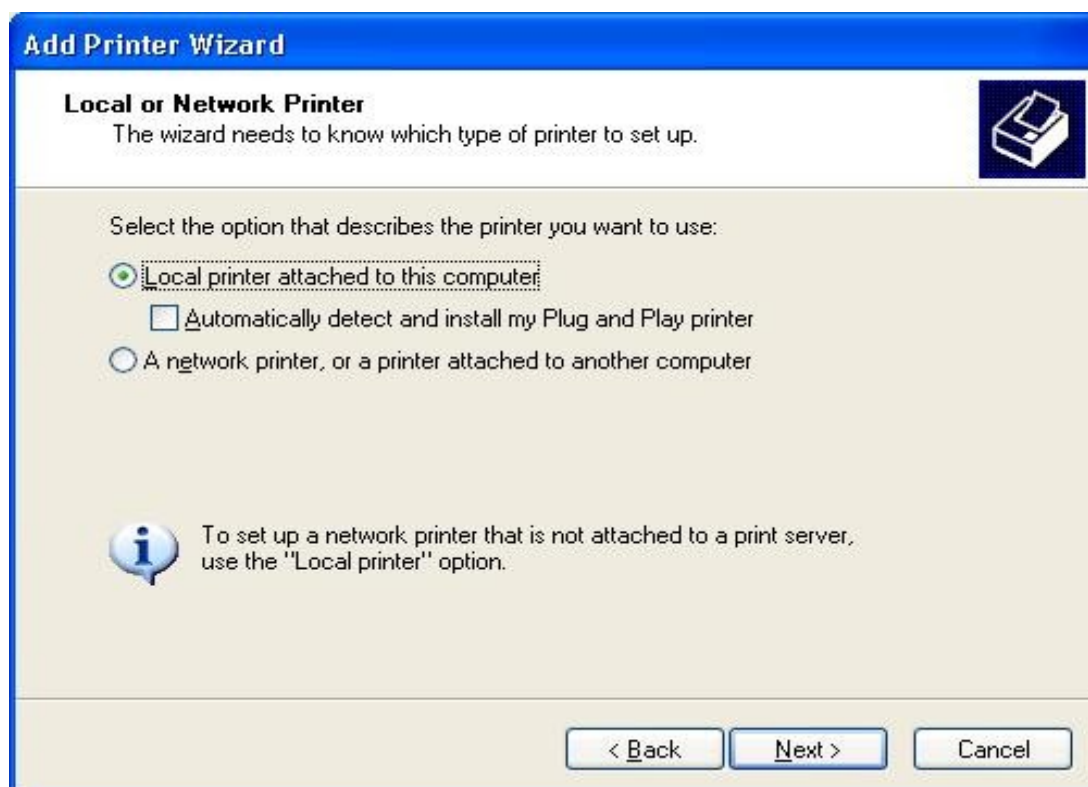 Add Printer Wizard
Local or Network Printer
The wizard needs to know which type of printer to set up.
Select the option that describes the printer you want to use:
Local printer attached to this computer
Automatically detect and install my Plug and Play printer
A network printer, or a printer attached to another computer
To set up a network printer that is not attached to a print server,
use the "Local printer" option.
< Back
Next >
Cancel